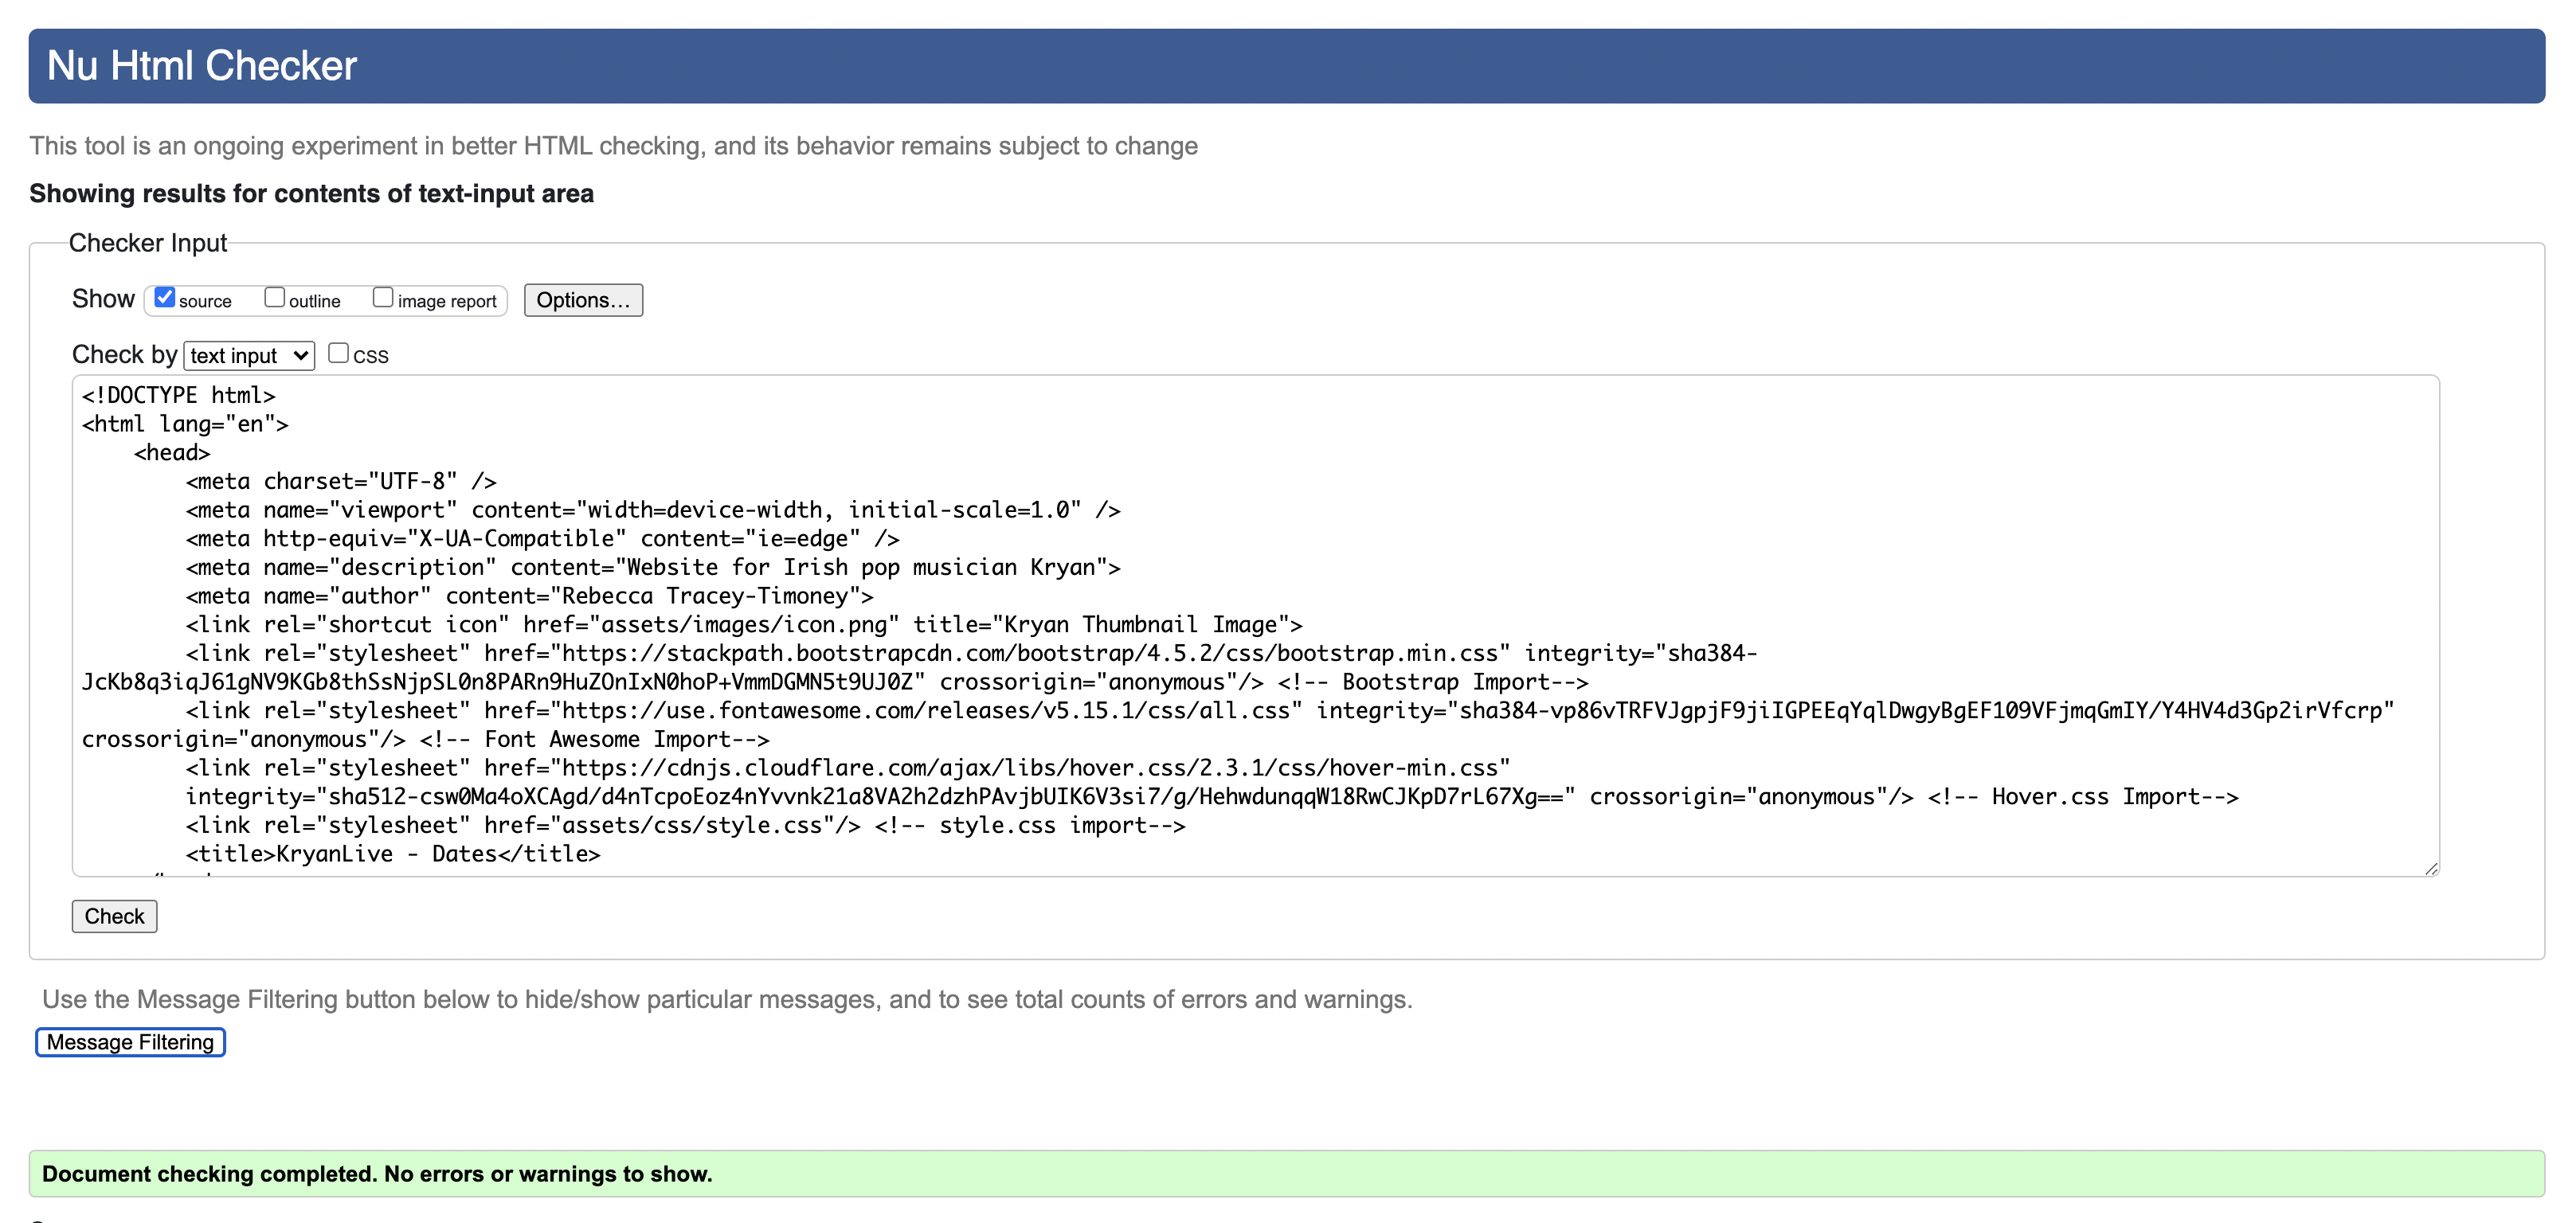 Nu Html Checker
This tool is an ongoing experiment in better HTML checking, and its behavior remains subject to change
Showing results for contents of text-input area
Checker Input
Show source outline image report Options...
Check by text input CSS
<!DOCTYPE html>
<html lang="en">
    <head>
        <meta charset="UTF-8" />
        <meta name="viewport" content="width=device-width, initial-scale=1.0" />
        <meta http-equiv="X-UA-Compatible" content="ie=edge" />
        <meta name="description" content="Website for Irish pop musician Kryan">
        <meta name="author" content="Rebecca Tracey-Timoney">
        <link rel="shortcut icon" href="assets/images/icon.png" title="Kryan Thumbnail Image">
        <link rel="stylesheet" href="https://stackpath.bootstrapcdn.com/bootstrap/4.5.2/css/bootstrap.min.css" integrity="sha384-
JcKb8q3iqJ61gNV9KGb8thSsNjpSL0n8PARn9HuZOnIxN0hoP+VmmDGMN5t9UJ0Z" crossorigin="anonymous"/> <!-- Bootstrap Import-->
        <link rel="stylesheet" href="https://use.fontawesome.com/releases/v5.15.1/css/all.css" integrity="sha384-vp86vTRFVJgpjF9jiIGPEEqYqlDwgyBgEF109VFjmqGmIY/Y4HV4d3Gp2irVfcrp"
crossorigin="anonymous"/> <!-- Font Awesome Import-->
        <link rel="stylesheet" href="https://cdnjs.cloudflare.com/ajax/libs/hover.css/2.3.1/css/hover-min.css"
        integrity="sha512-csw0Ma4oXCAgd/d4nTcpoEoz4nYvvnk21a8VA2h2dzhPAvjbUIK6V3si7/g/HehwdunqqW18RwCJKpD7rL67Xg==" crossorigin="anonymous"/> <!-- Hover.css Import-->
        <link rel="stylesheet" href="assets/css/style.css"/> <!-- style.css import-->
        <title>KryanLive - Dates</title>
Check
Use the Message Filtering button below to hide/show particular messages, and to see total counts of errors and warnings.
Message Filtering
Document checking completed. No errors or warnings to show.